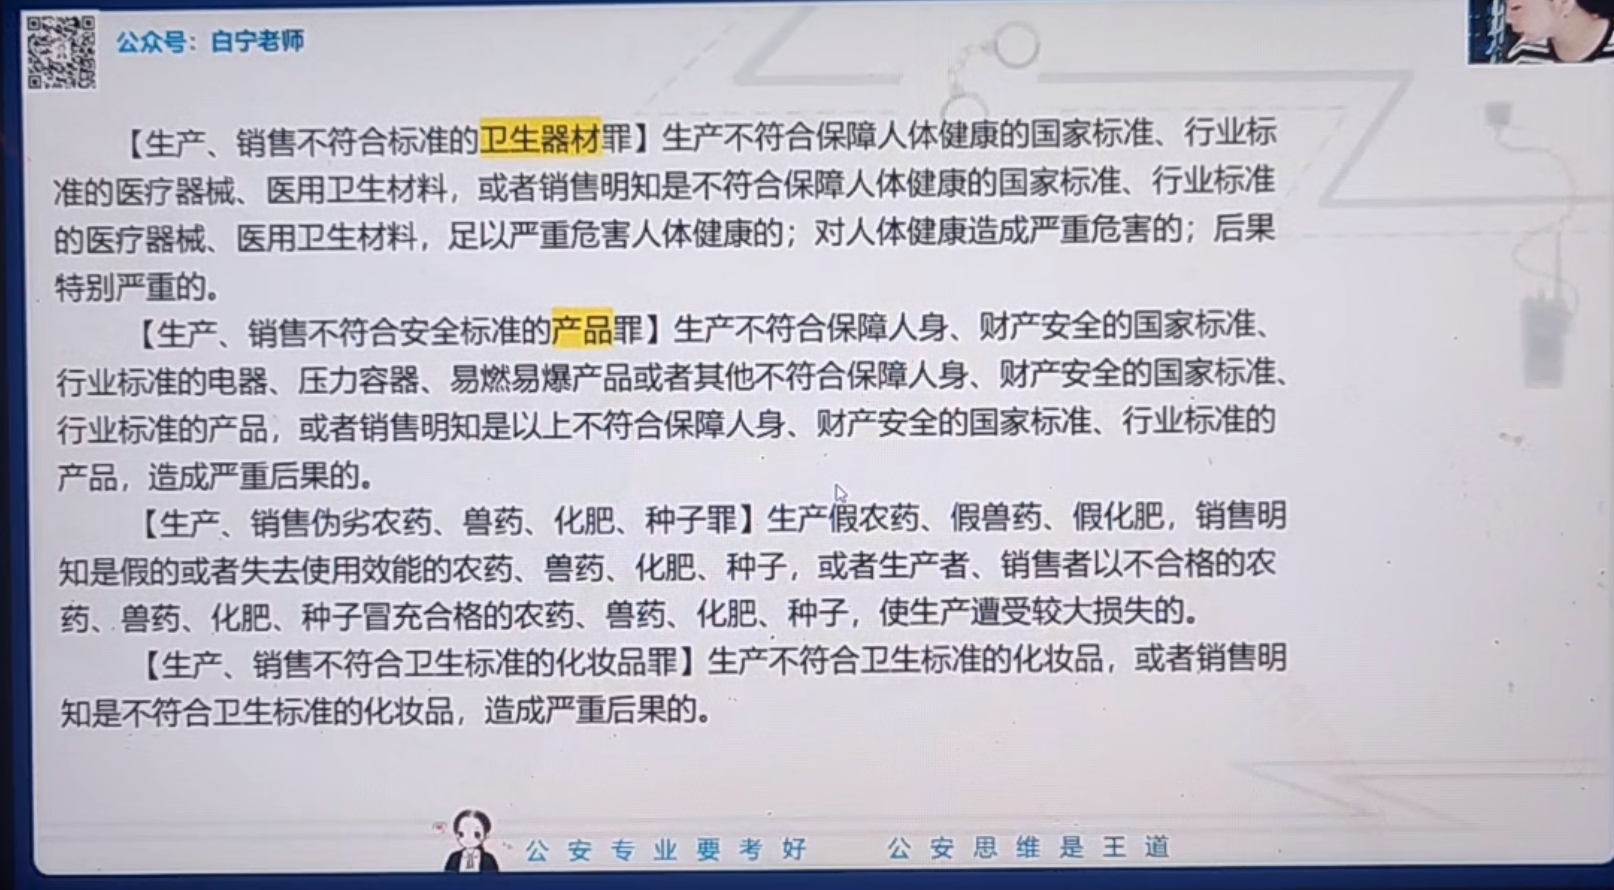 公众号：白宁老师
【生产、销售不符合标准的卫生器材罪】生产不符合保障人体健康的国家标准、行业标
准的医疗器械、医用卫生材料，或者销售明知是不符合保障人体健康的国家标准、行业标准
的医疗器械、医用卫生材料，足以严重危害人体健康的；对人体健康造成严重危害的；后果
特别严重的。
【生产、销售不符合安全标准的产品罪】生产不符合保障人身、财产安全的国家标准、
行业标准的电器、压力容器、易燃易爆产品或者其他不符合保障人身、财产安全的国家标准、
行业标准的产品，或者销售明知是以上不符合保障人身、财产安全的国家标准、行业标准的
产品，造成严重后果的。
【生产、销售伪劣农药、兽药、化肥、种子罪】生产假农药、假兽药、假化肥，销售明
知是假的或者失去使用效能的农药、兽药、化肥、种子，或者生产者、销售者以不合格的农
药、兽药、化肥、种子冒充合格的农药、兽药、化肥、种子，使生产遭受较大损失的。
【生产、销售不符合卫生标准的化妆品罪】生产不符合卫生标准的化妆品，或者销售明
知是不符合卫生标准的化妆品，造成严重后果的。
公安专业要考好 公安思维是王道